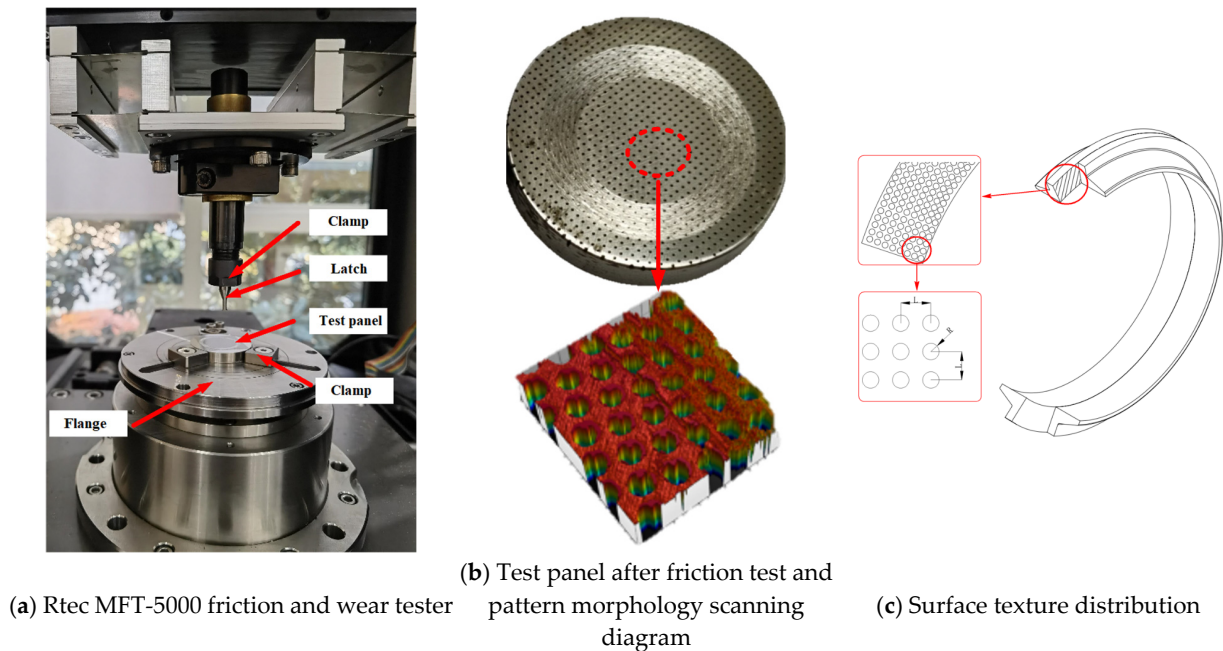 Clamp
Latch
Test panel
Clamp
Flange
L
R
L
(a) Rtec MFT-5000 friction and wear tester
(b) Test panel after friction test and
pattern morphology scanning
diagram
(c) Surface texture distribution